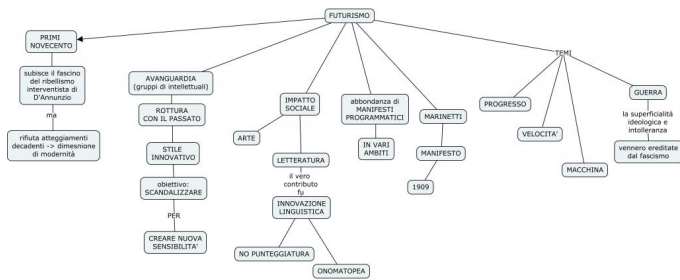 FUTURISMO
PRIMI
NOVECENTO
subisce il fascino
del ribellismo
interventista di
D'Annunzio
ma
rifiuta atteggiamenti
decadenti -> dimesnione
di modernità
AVANGUARDIA
(gruppi di intellettuali)
ROTTURA
CON IL PASSATO
STILE
INNOVATIVO
obiettivo:
SCANDALIZZARE
PER
CREARE NUOVA
SENSIBILITA'
IMPATTO
SOCIALE
ARTE
LETTERATURA
il vero
contributo
fu
INNOVAZIONE
LINGUISTICA
NO PUNTEGGIATURA
ONOMATOPEA
abbondanza di
MANIFESTI
PROGRAMMATICI
IN VARI
AMBITI
MARINETTI
MANIFESTO
1909
TEMI
PROGRESSO
VELOCITA'
MACCHINA
GUERRA
la superficialità
ideologica e
intolleranza
vennero ereditate
dal fascismo